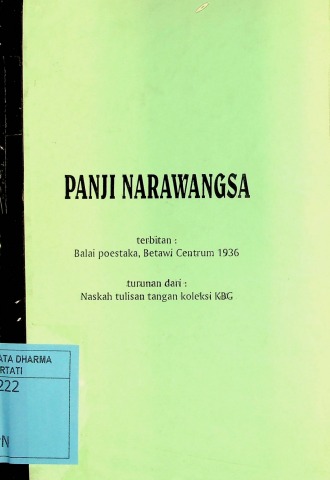 PANJI NARAWANGSA
terbitan :
Balai poestaka, Betawi Centrum 1936
turunan dari :
Naskah tulisan tangan koleksi KBG
ATA DHARMA
RTATI
222
N